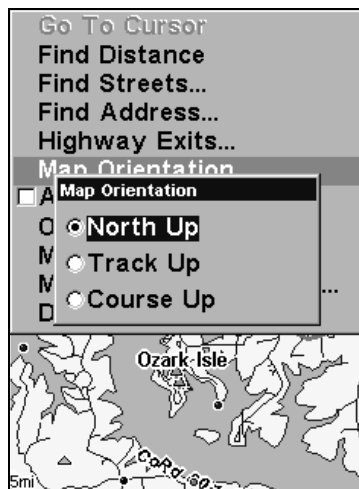 Go To Cursor
Find Distance
Find Streets...
Find Address...
Highway Exits...
Map Orientation
A
Map Orientation
O
North Up
M
Track Up
M
...
Course Up
D
Ozark Isle
CoRd
5mi